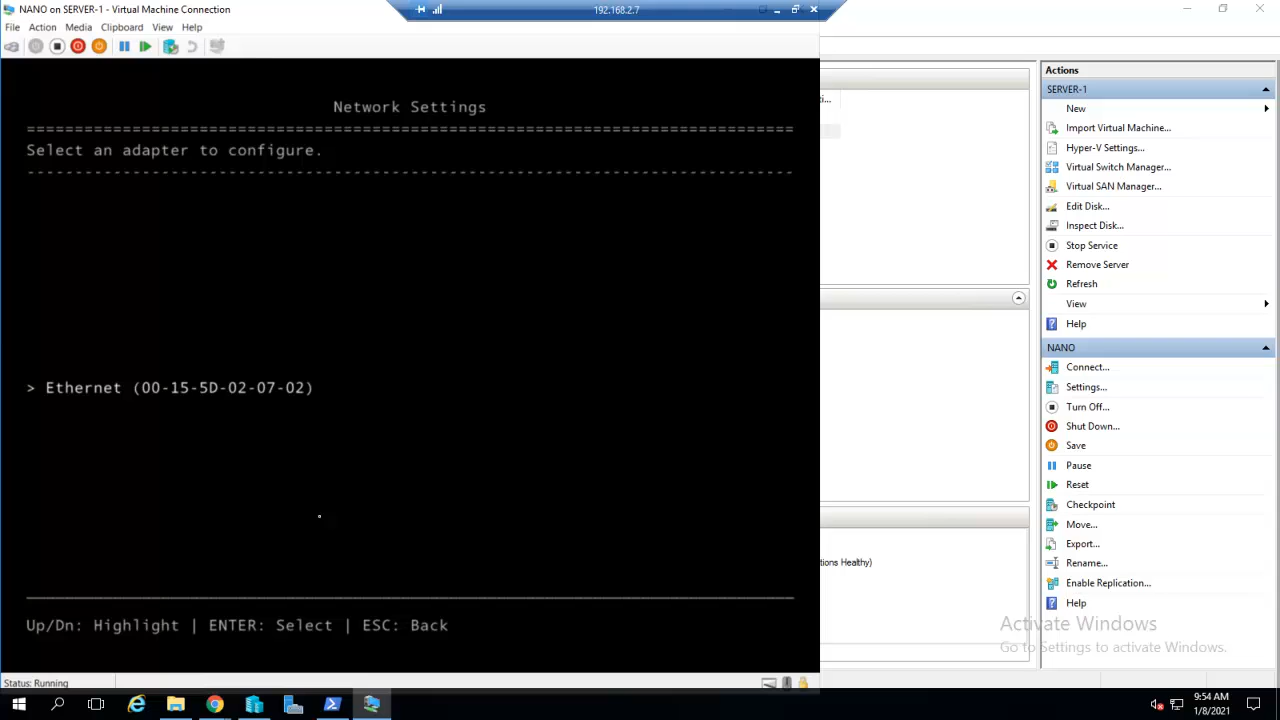 NANO on SERVER-1 - Virtual Machine Connection
192.168.2.7
File Action Media Clipboard View Help
Network Settings
================================================================================
Select an adapter to configure.
--------------------------------------------------------------------------------
> Ethernet (00-15-5D-02-07-02)
Up/Dn: Highlight | ENTER: Select | ESC: Back
Status: Running
tions Healthy)
Actions
SERVER-1
New
Import Virtual Machine...
Hyper-V Settings...
Virtual Switch Manager...
Virtual SAN Manager...
Edit Disk...
Inspect Disk...
Stop Service
Remove Server
Refresh
View
Help
NANO
Connect...
Settings...
Turn Off...
Shut Down...
Save
Pause
Reset
Checkpoint
Move...
Export...
Rename...
Enable Replication...
Help
Activate Windows
Go to Settings to activate Windows.
9:54 AM
1/8/2021